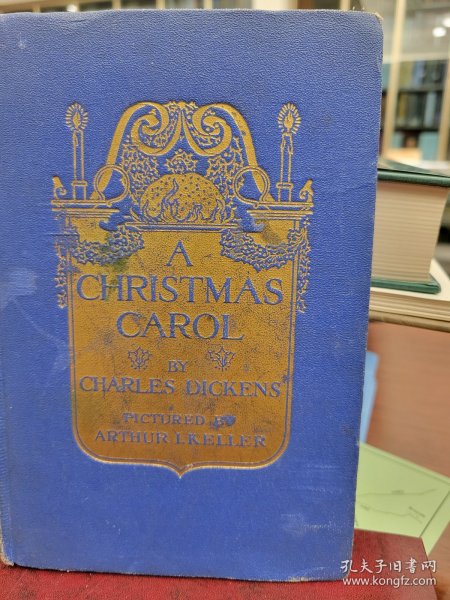 A
CHRISTMAS
CAROL
BY
CHARLES DICKENS
PICTURED BY
ARTHUR I. KELLER
孔夫子旧书网
www.kongfz.com